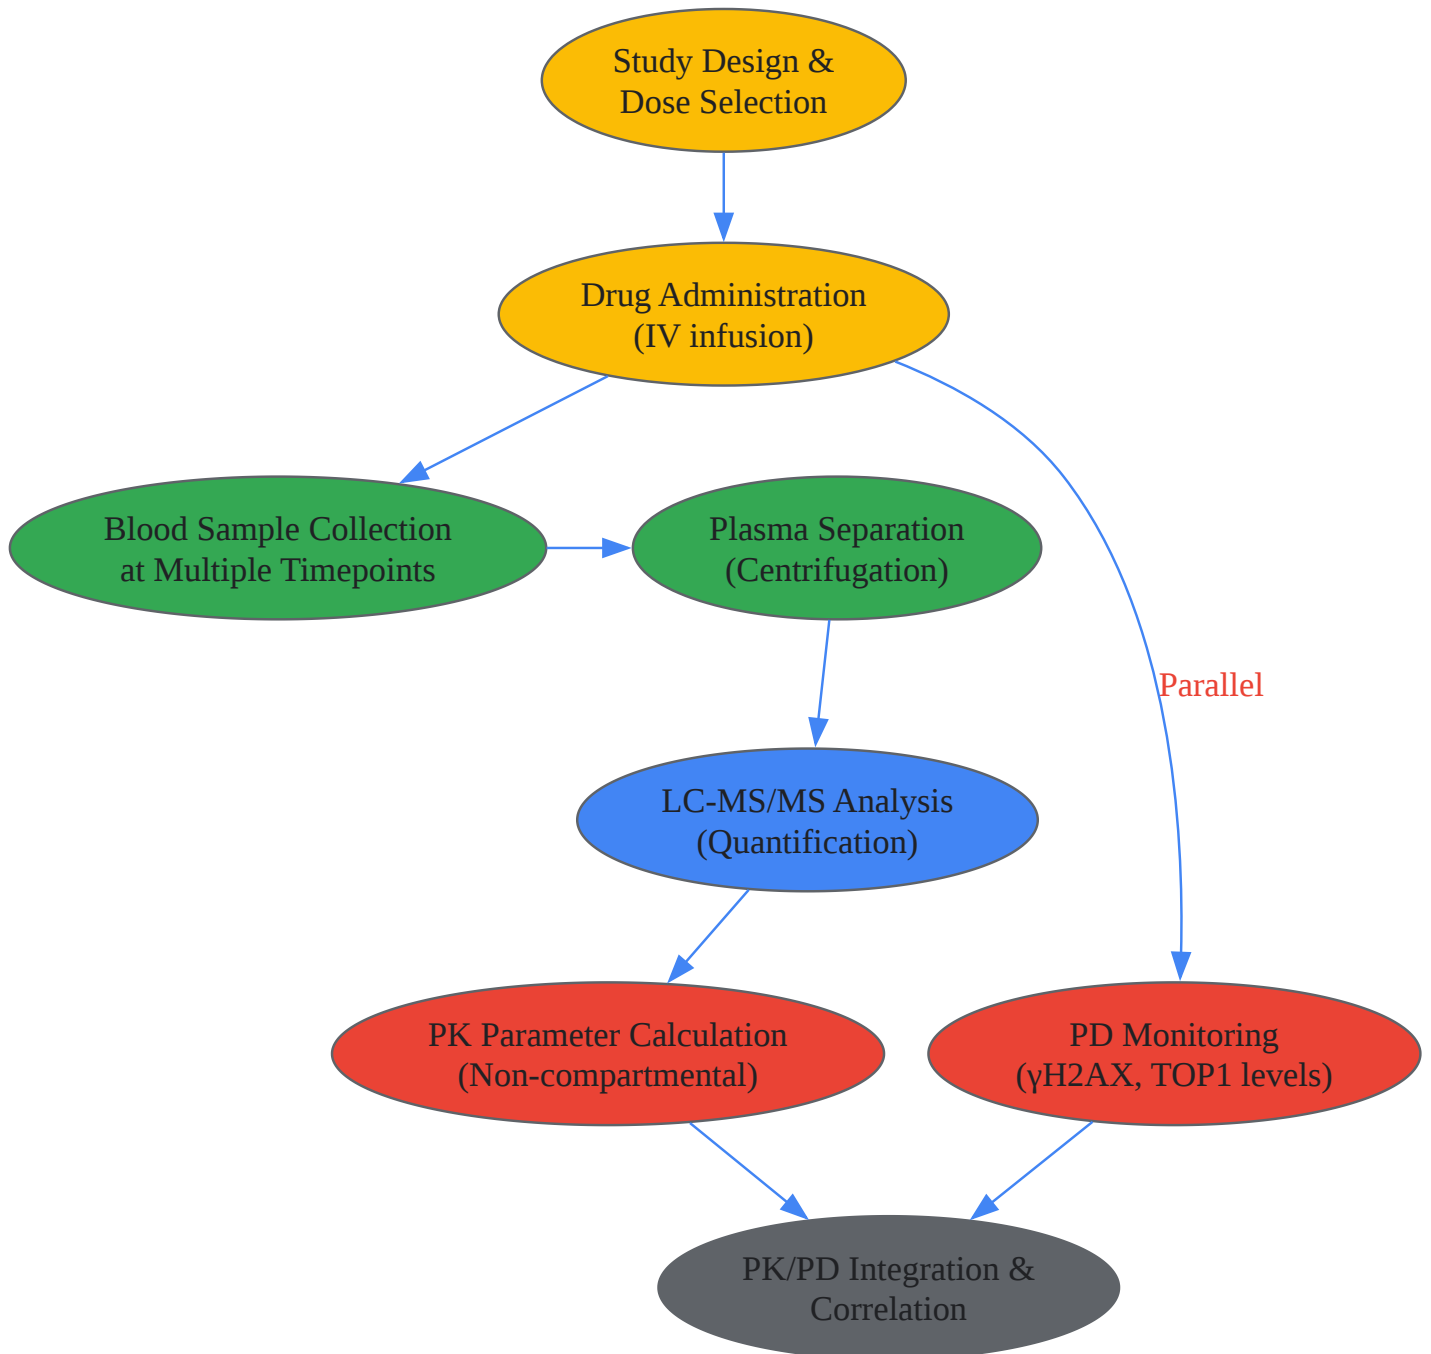 Study Design &
Dose Selection
Drug Administration
(IV infusion)
Blood Sample Collection
at Multiple Timepoints
Plasma Separation
(Centrifugation)
Parallel
LC-MS/MS Analysis
(Quantification)
PK Parameter Calculation
(Non-compartmental)
PD Monitoring
(γH2AX, TOP1 levels)
PK/PD Integration &
Correlation